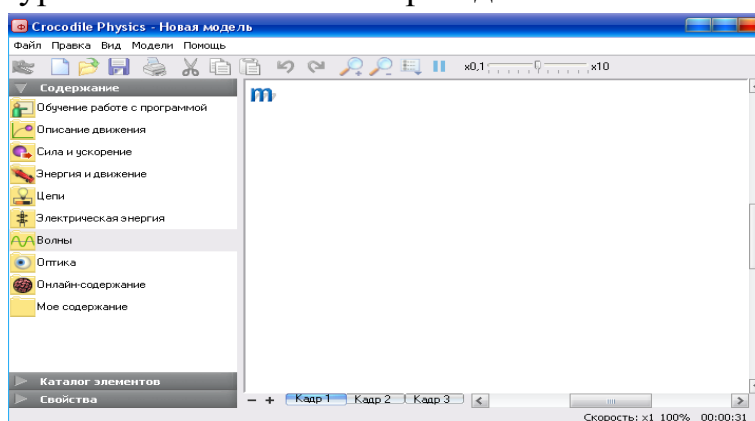 Crocodile Physics - Новая модель
Файл Правка Вид Модели Помощь
x0,1 x10
Содержание
m
Обучение работе с программой
Описание движения
Сила и ускорение
Энергия и движение
Цепи
Электрическая энергия
Волны
Оптика
Онлайн-содержание
Мое содержание
Каталог элементов
Свойства
Кадр 1 Кадр 2 Кадр 3
Скорость: x1 100% 00:00:31